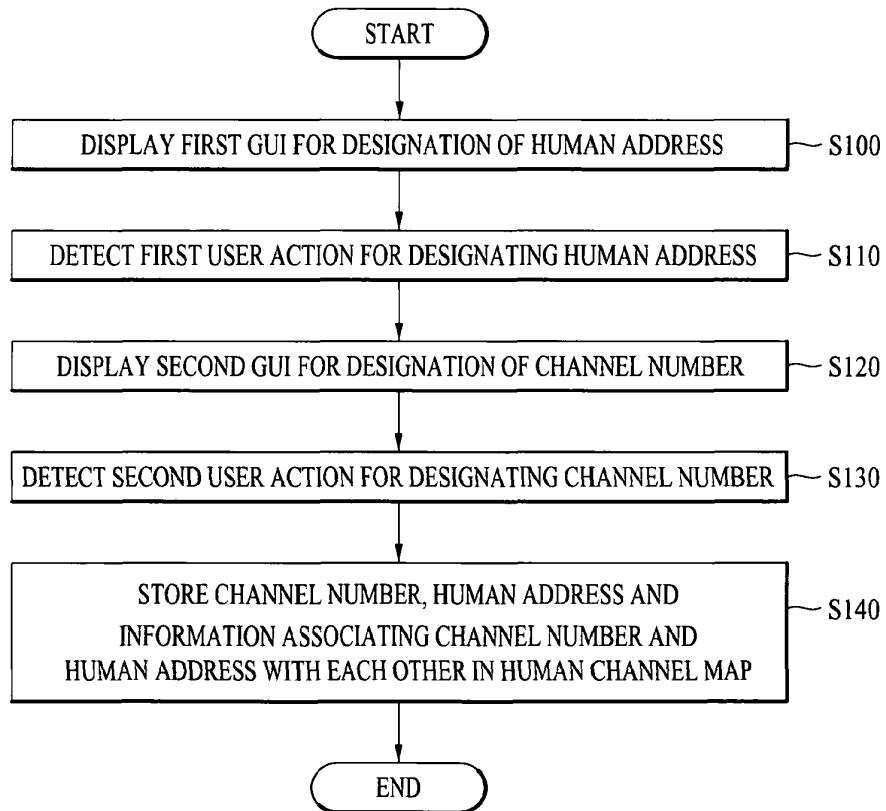 START
DISPLAY FIRST GUI FOR DESIGNATION OF HUMAN ADDRESS
S100
DETECT FIRST USER ACTION FOR DESIGNATING HUMAN ADDRESS
S110
DISPLAY SECOND GUI FOR DESIGNATION OF CHANNEL NUMBER
S120
DETECT SECOND USER ACTION FOR DESIGNATING CHANNEL NUMBER
S130
STORE CHANNEL NUMBER, HUMAN ADDRESS AND
INFORMATION ASSOCIATING CHANNEL NUMBER AND
HUMAN ADDRESS WITH EACH OTHER IN HUMAN CHANNEL MAP
S140
END